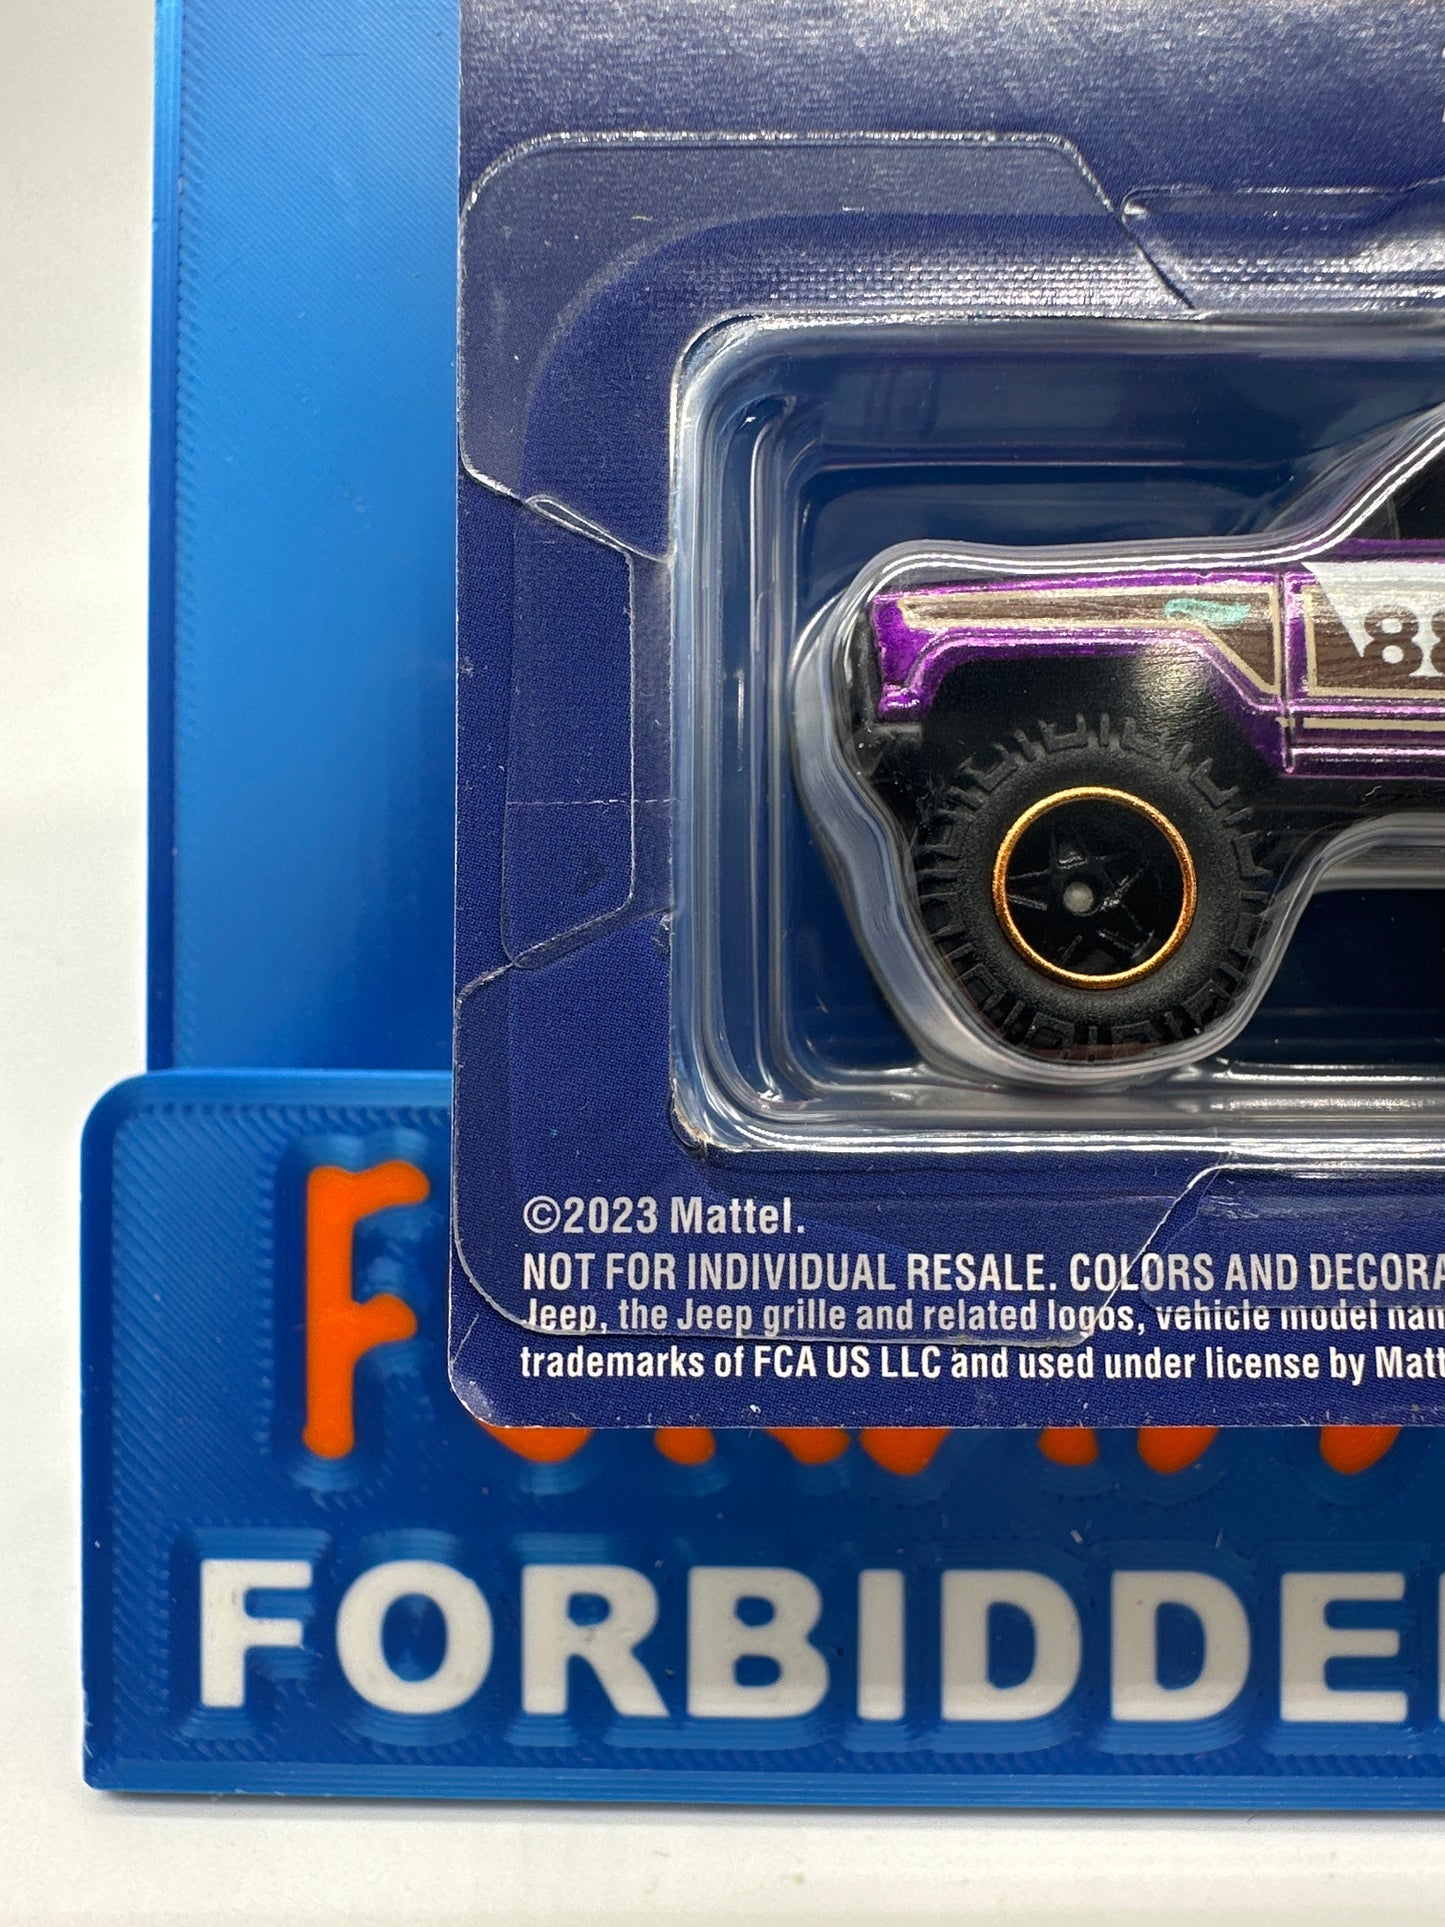 88
©2023 Mattel.
NOT FOR INDIVIDUAL RESALE. COLORS AND DECORA
Jeep, the Jeep grille and related logos, vehicle model nam
trademarks of FCA US LLC and used under license by Matt
FORBIDDE